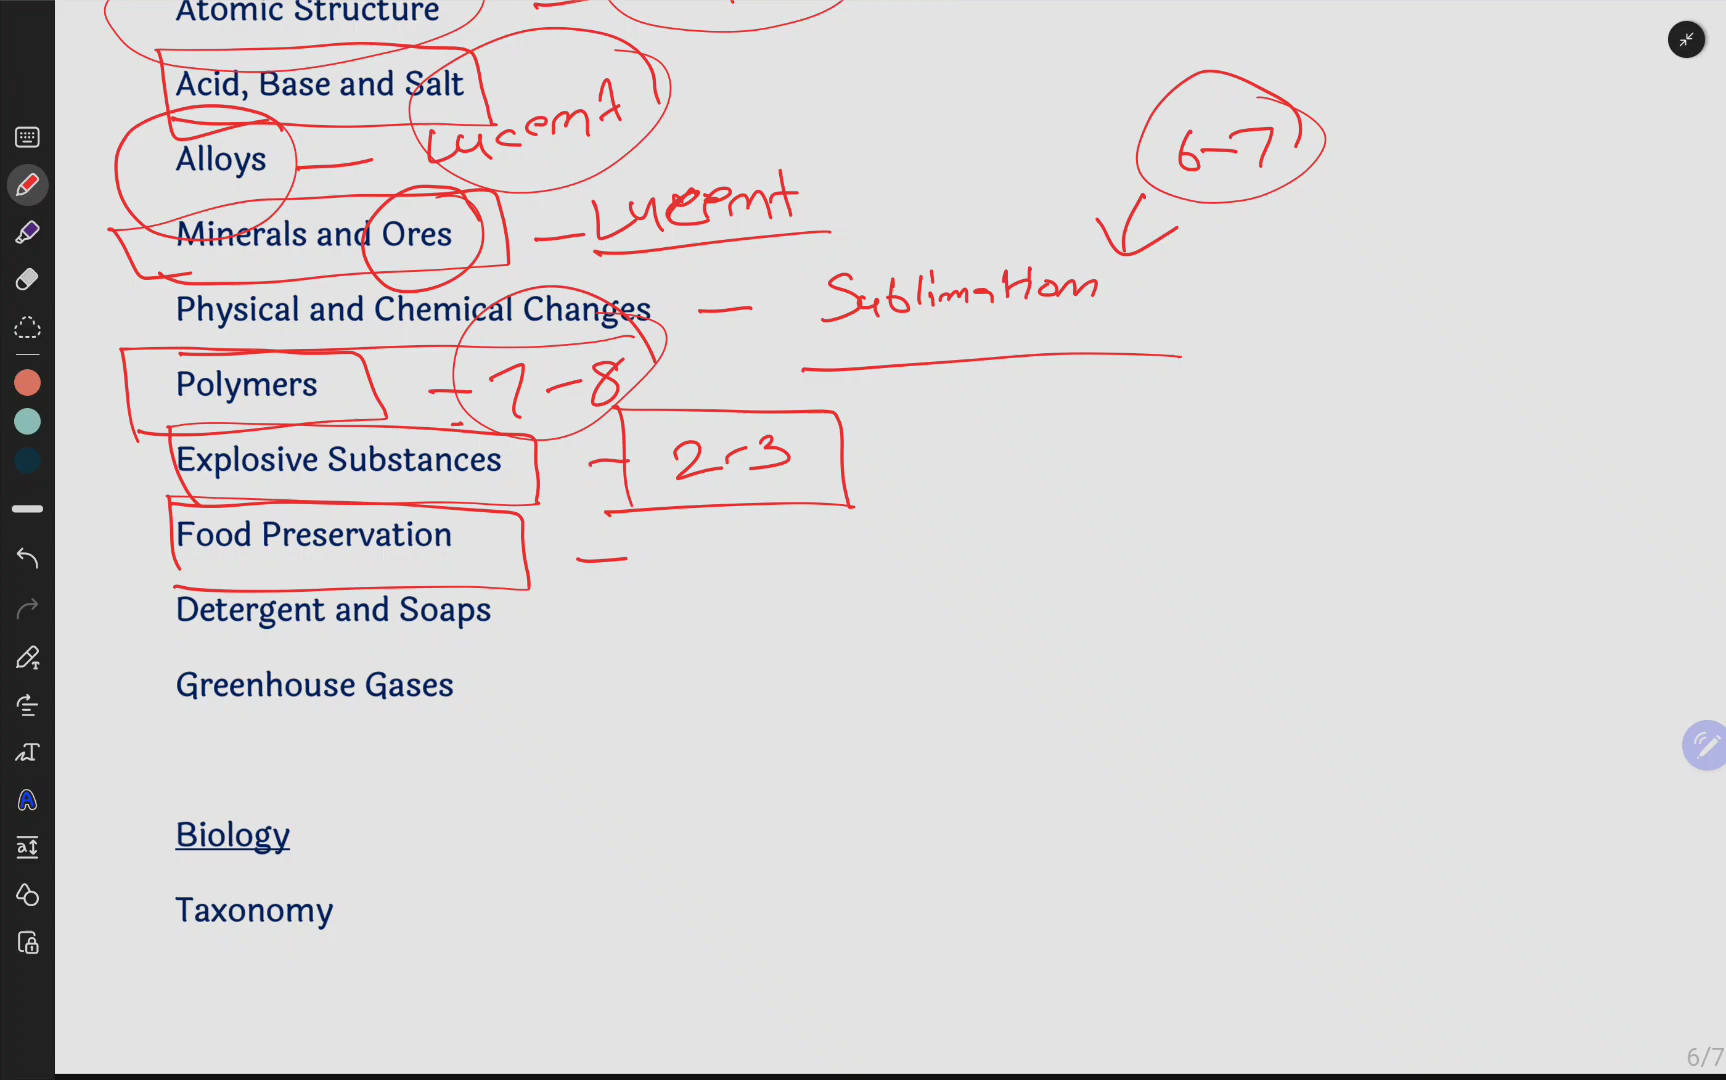 Atomic Structure
Acid, Base and Salt
Alloys — Lucent
6-7
Minerals and Ores — Lucent
Physical and Chemical Changes — Sublimation
Polymers — 7-8
Explosive Substances — 2-3
Food Preservation —
Detergent and Soaps
Greenhouse Gases
Biology
Taxonomy
6/7